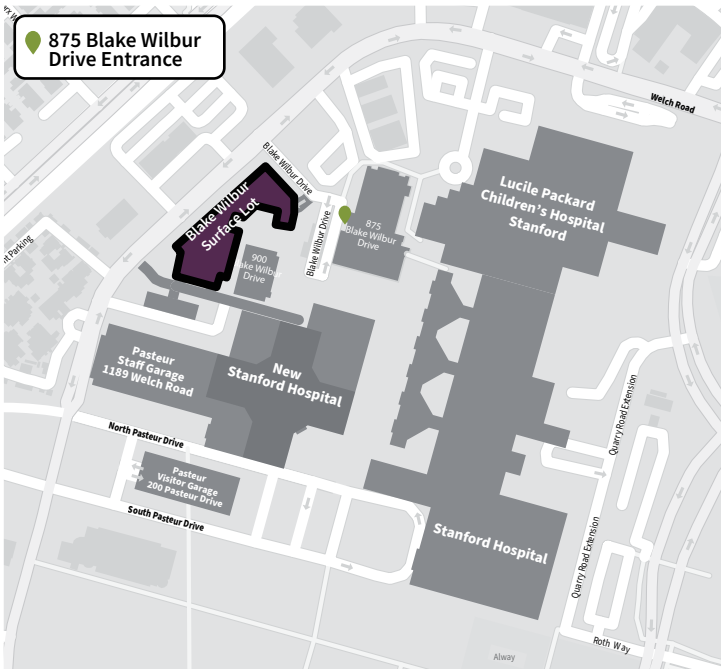 875 Blake Wilbur
Drive Entrance
Welch Road
Blake Wilbur Drive
Lucile Packard
Children's Hospital
Stanford
Blake Wilbur
Surface Lot
875
Blake Wilbur
Drive
Blake Wilbur Drive
nt Parking
900
ake Wilbur
Drive
Pasteur
Staff Garage
1189 Welch Road
New
Stanford Hospital
Quarry Road Extension
North Pasteur Drive
Pasteur
Visitor Garage
200 Pasteur Drive
South Pasteur Drive
Stanford Hospital
Quarry Road Extension
Roth Way
Alway